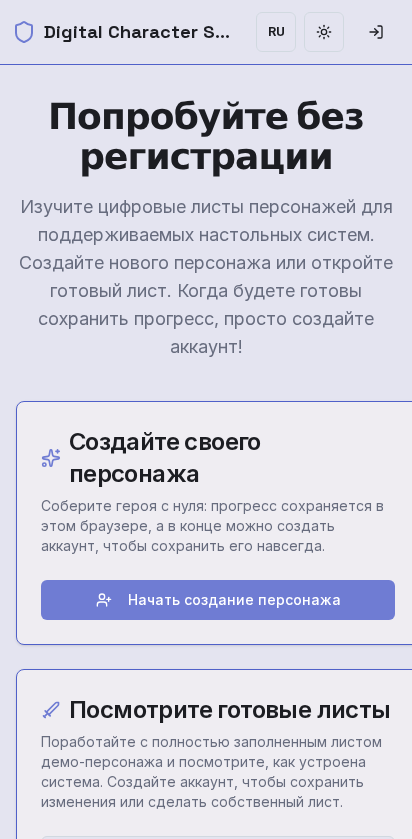 Digital Character S...
RU
Попробуйте без
регистрации
Изучите цифровые листы персонажей для
поддерживаемых настольных систем.
Создайте нового персонажа или откройте
готовый лист. Когда будете готовы
сохранить прогресс, просто создайте
аккаунт!
Создайте своего
персонажа
Соберите героя с нуля: прогресс сохраняется в
этом браузере, а в конце можно создать
аккаунт, чтобы сохранить его навсегда.
Начать создание персонажа
Посмотрите готовые листы
Поработайте с полностью заполненным листом
демо-персонажа и посмотрите, как устроена
система. Создайте аккаунт, чтобы сохранить
изменения или сделать собственный лист.